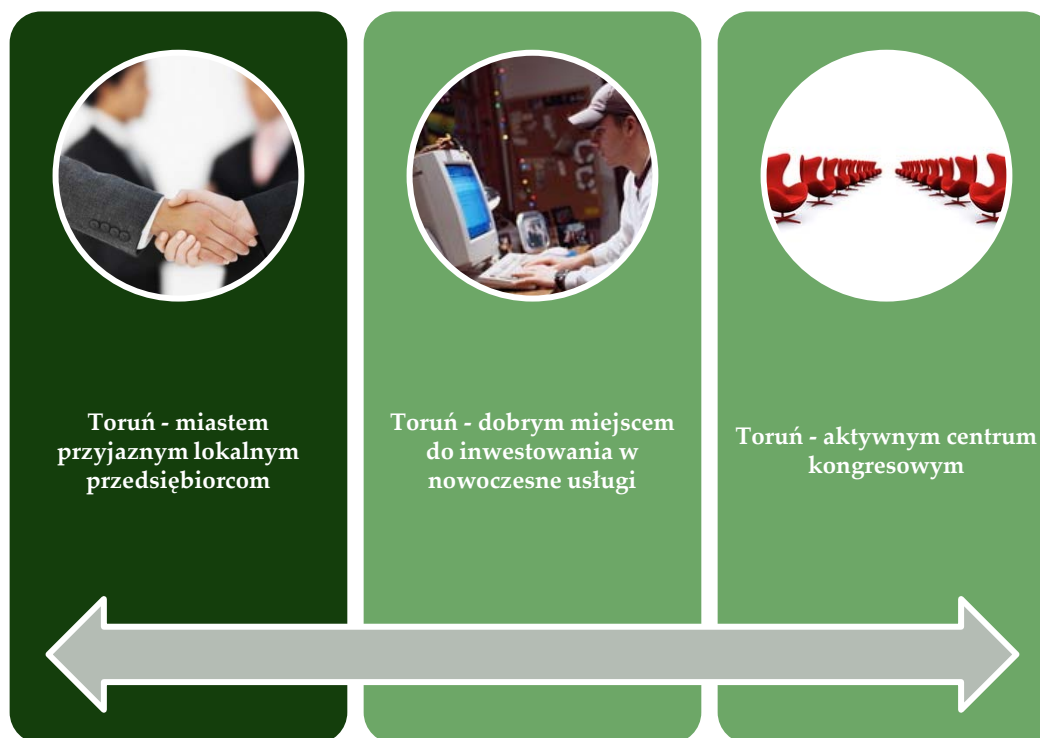 Toruń - miastem
przyjaznym lokalnym
przedsiębiorcom
Toruń - dobrym miejscem
do inwestowania w
nowoczesne usługi
Toruń - aktywnym centrum
kongresowym